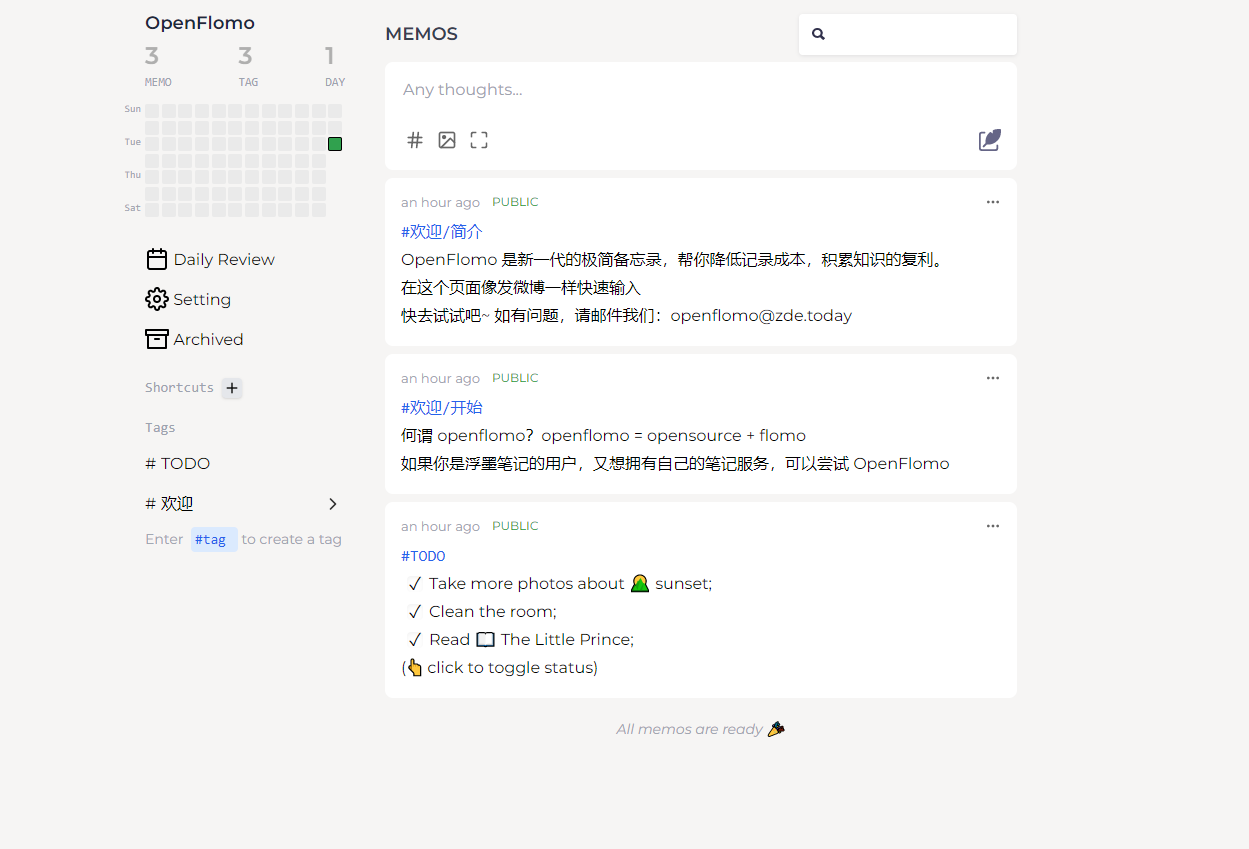 OpenFlomo
3 3 1
MEMO TAG DAY
Sun
Tue
Thu
Sat
Daily Review
Setting
Archived
Shortcuts +
Tags
# TODO
# 欢迎
Enter #tag to create a tag
MEMOS
Any thoughts...
an hour ago PUBLIC
#欢迎/简介
OpenFlomo 是新一代的极简备忘录，帮你降低记录成本，积累知识的复利。
在这个页面像发微博一样快速输入
快去试试吧~ 如有问题，请邮件我们：openflomo@zde.today
an hour ago PUBLIC
#欢迎/开始
何谓 openflomo？openflomo = opensource + flomo
如果你是浮墨笔记的用户，又想拥有自己的笔记服务，可以尝试 OpenFlomo
an hour ago PUBLIC
#TODO
✓ Take more photos about 🌄 sunset;
✓ Clean the room;
✓ Read 📖 The Little Prince;
(👆 click to toggle status)
All memos are ready 🎉